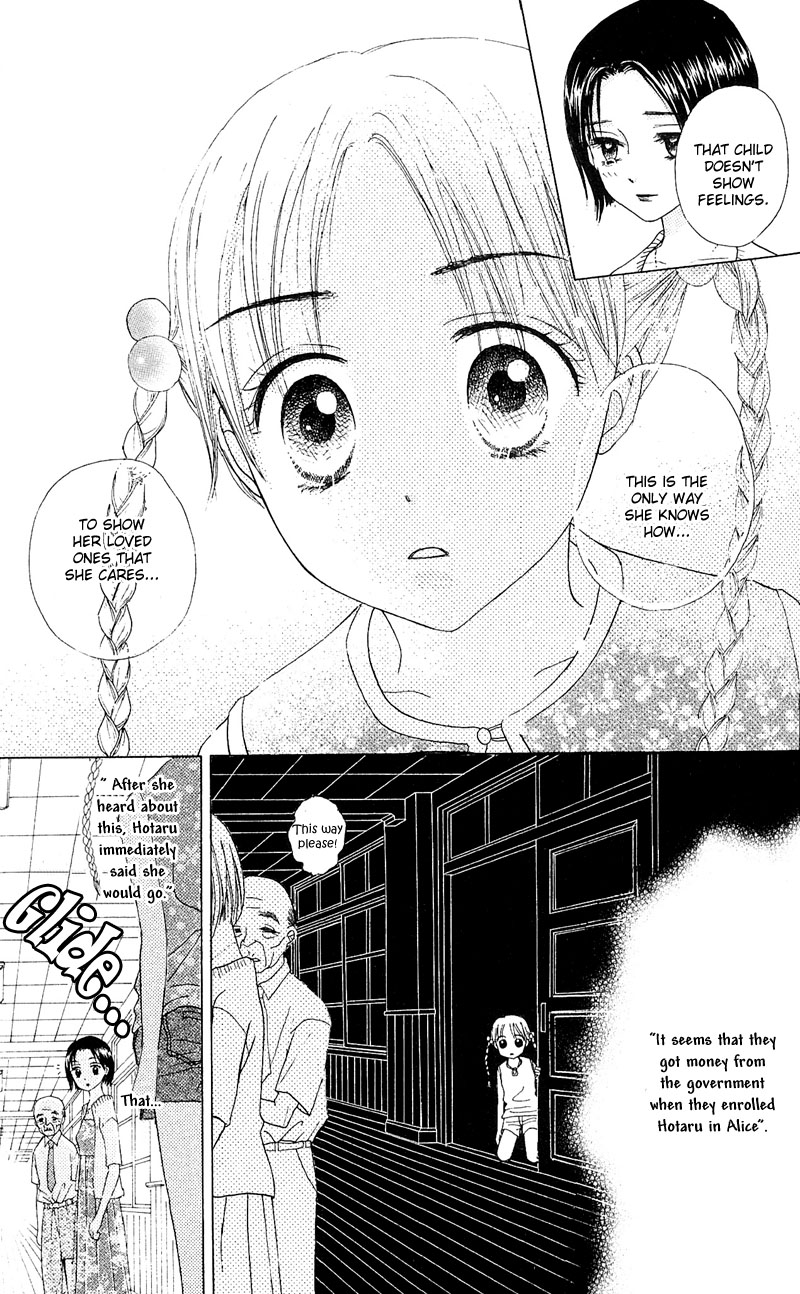 THAT CHILD
DOESN'T
SHOW
FEELINGS.
THIS IS THE
ONLY WAY
SHE KNOWS
HOW...
TO SHOW
HER LOVED
ONES THAT
SHE CARES...
"It seems that they
got money from
the government
when they enrolled
Hotaru in Alice".
This way
please!
" After she
heard about
this, Hotaru
immediately
said she
would go."
Glide...
That...